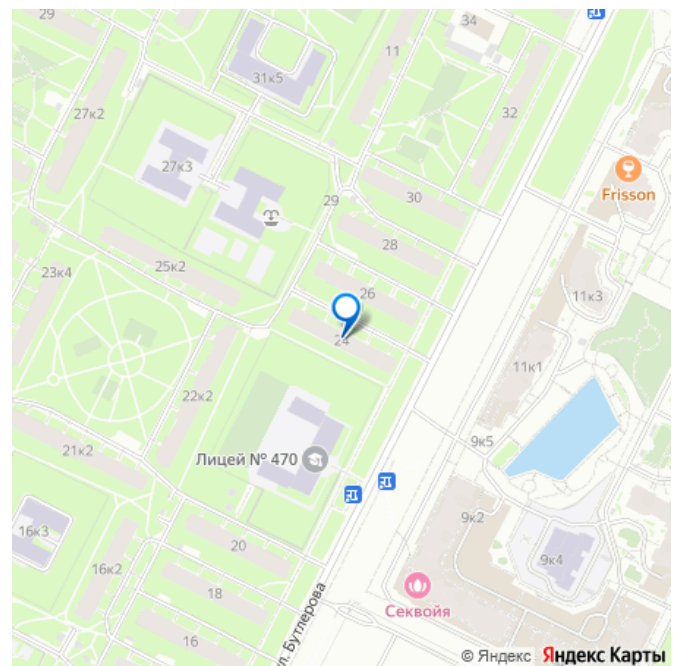 29
34
11
31к5
27к2
32
27к3
Frisson
30
29
28
25к2
23к4
26
11к3
24
11к1
22к2
9к5
21к2
Лицей № 470
9к2
16к3
20
9к4
16к2
18
Секвойя
ул. Бутлерова
16
© Яндекс Яндекс Карты